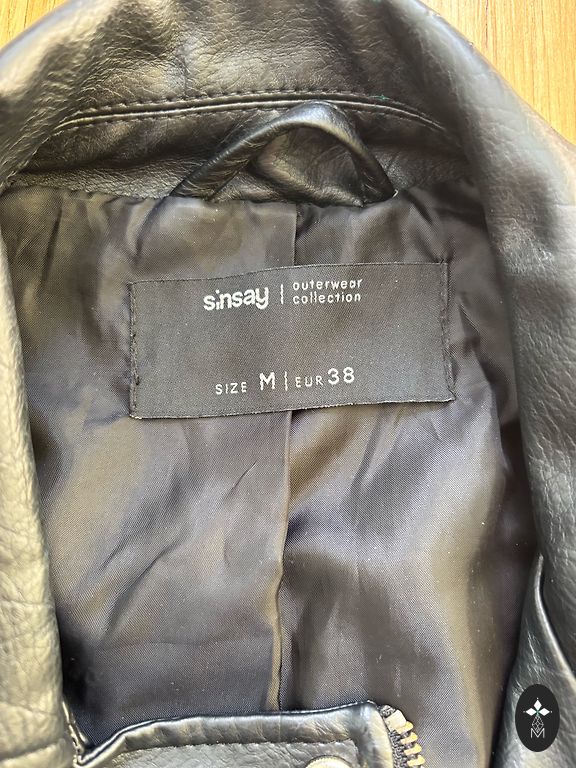 sinsay | outerwear
collection
SIZE M | EUR 38
M